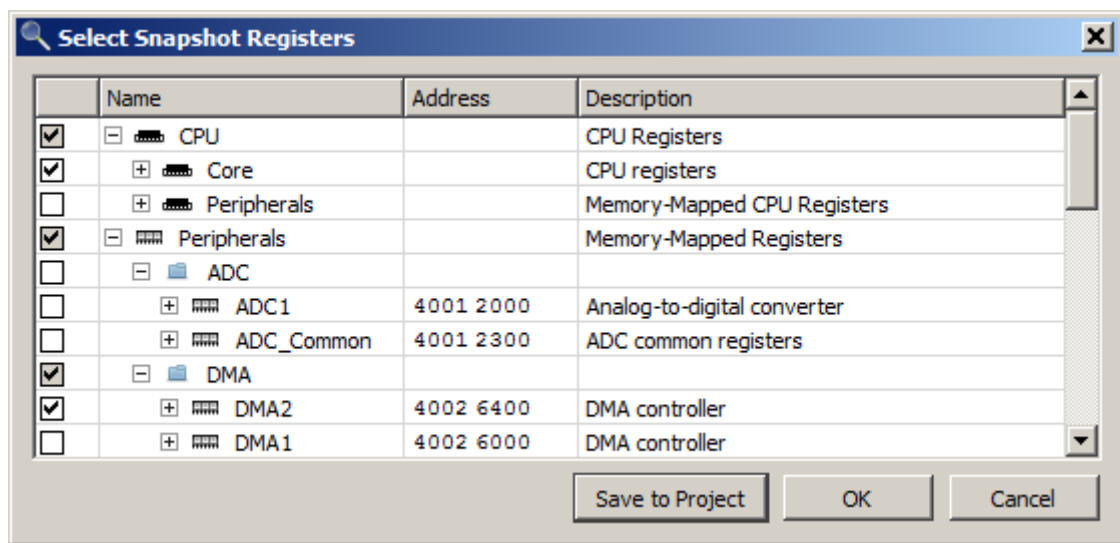 Select Snapshot Registers
Name Address Description
CPU CPU Registers
Core CPU registers
Peripherals Memory-Mapped CPU Registers
Peripherals Memory-Mapped Registers
ADC
ADC1 4001 2000 Analog-to-digital converter
ADC_Common 4001 2300 ADC common registers
DMA
DMA2 4002 6400 DMA controller
DMA1 4002 6000 DMA controller
Save to Project OK Cancel